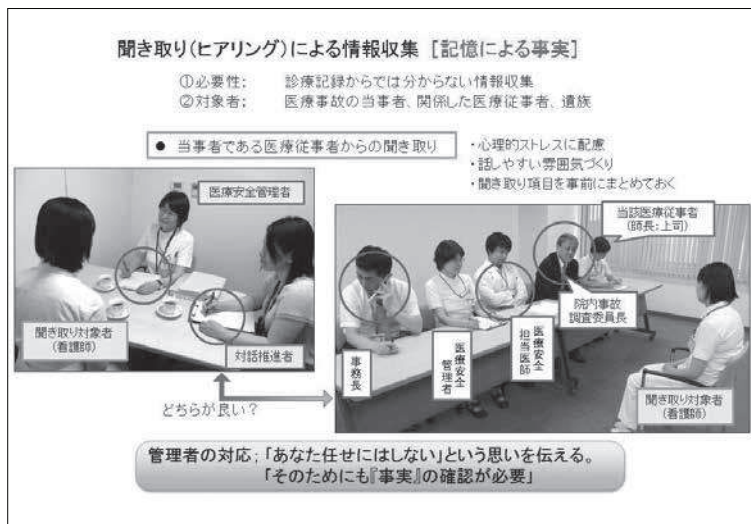 聞き取り(ヒアリング)による情報収集 [記憶による事実]
①必要性: 診療記録からでは分からない情報収集
②対象者: 医療事故の当事者、関係した医療従事者、遺族
● 当事者である医療従事者からの聞き取り
・心理的ストレスに配慮
・話しやすい雰囲気づくり
・聞き取り項目を事前にまとめておく
医療安全管理者
聞き取り対象者
(看護師)
対話推進者
当該医療従事者
(師長:上司)
院内事故
調査委員長
事務長
医療安全
管理者
医療安全
担当医師
聞き取り対象者
(看護師)
どちらが良い?
管理者の対応;「あなた任せにはしない」という思いを伝える。
「そのためにも『事実』の確認が必要」